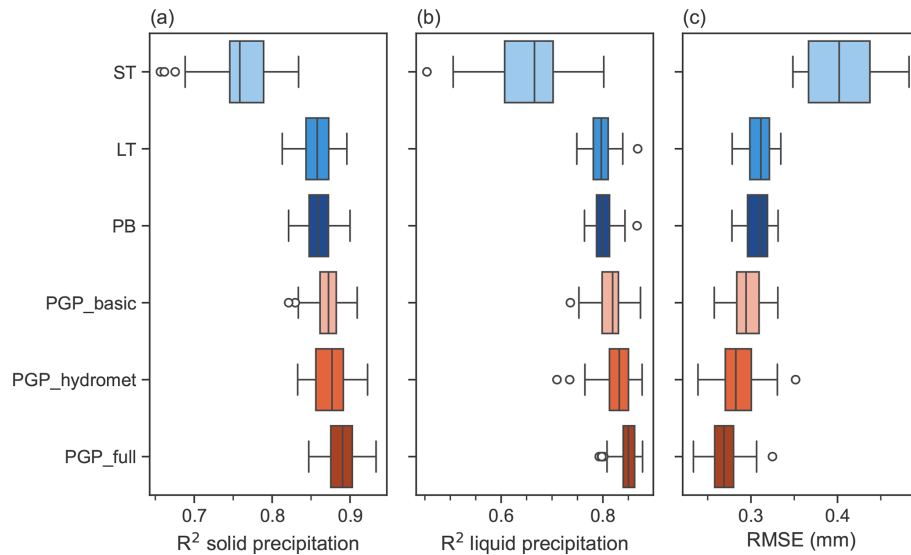 (a) (b) (c)
ST
LT
PB
PGP_basic
PGP_hydromet
PGP_full
0.7 0.8 0.9 0.6 0.8 0.3 0.4
R² solid precipitation R² liquid precipitation RMSE (mm)